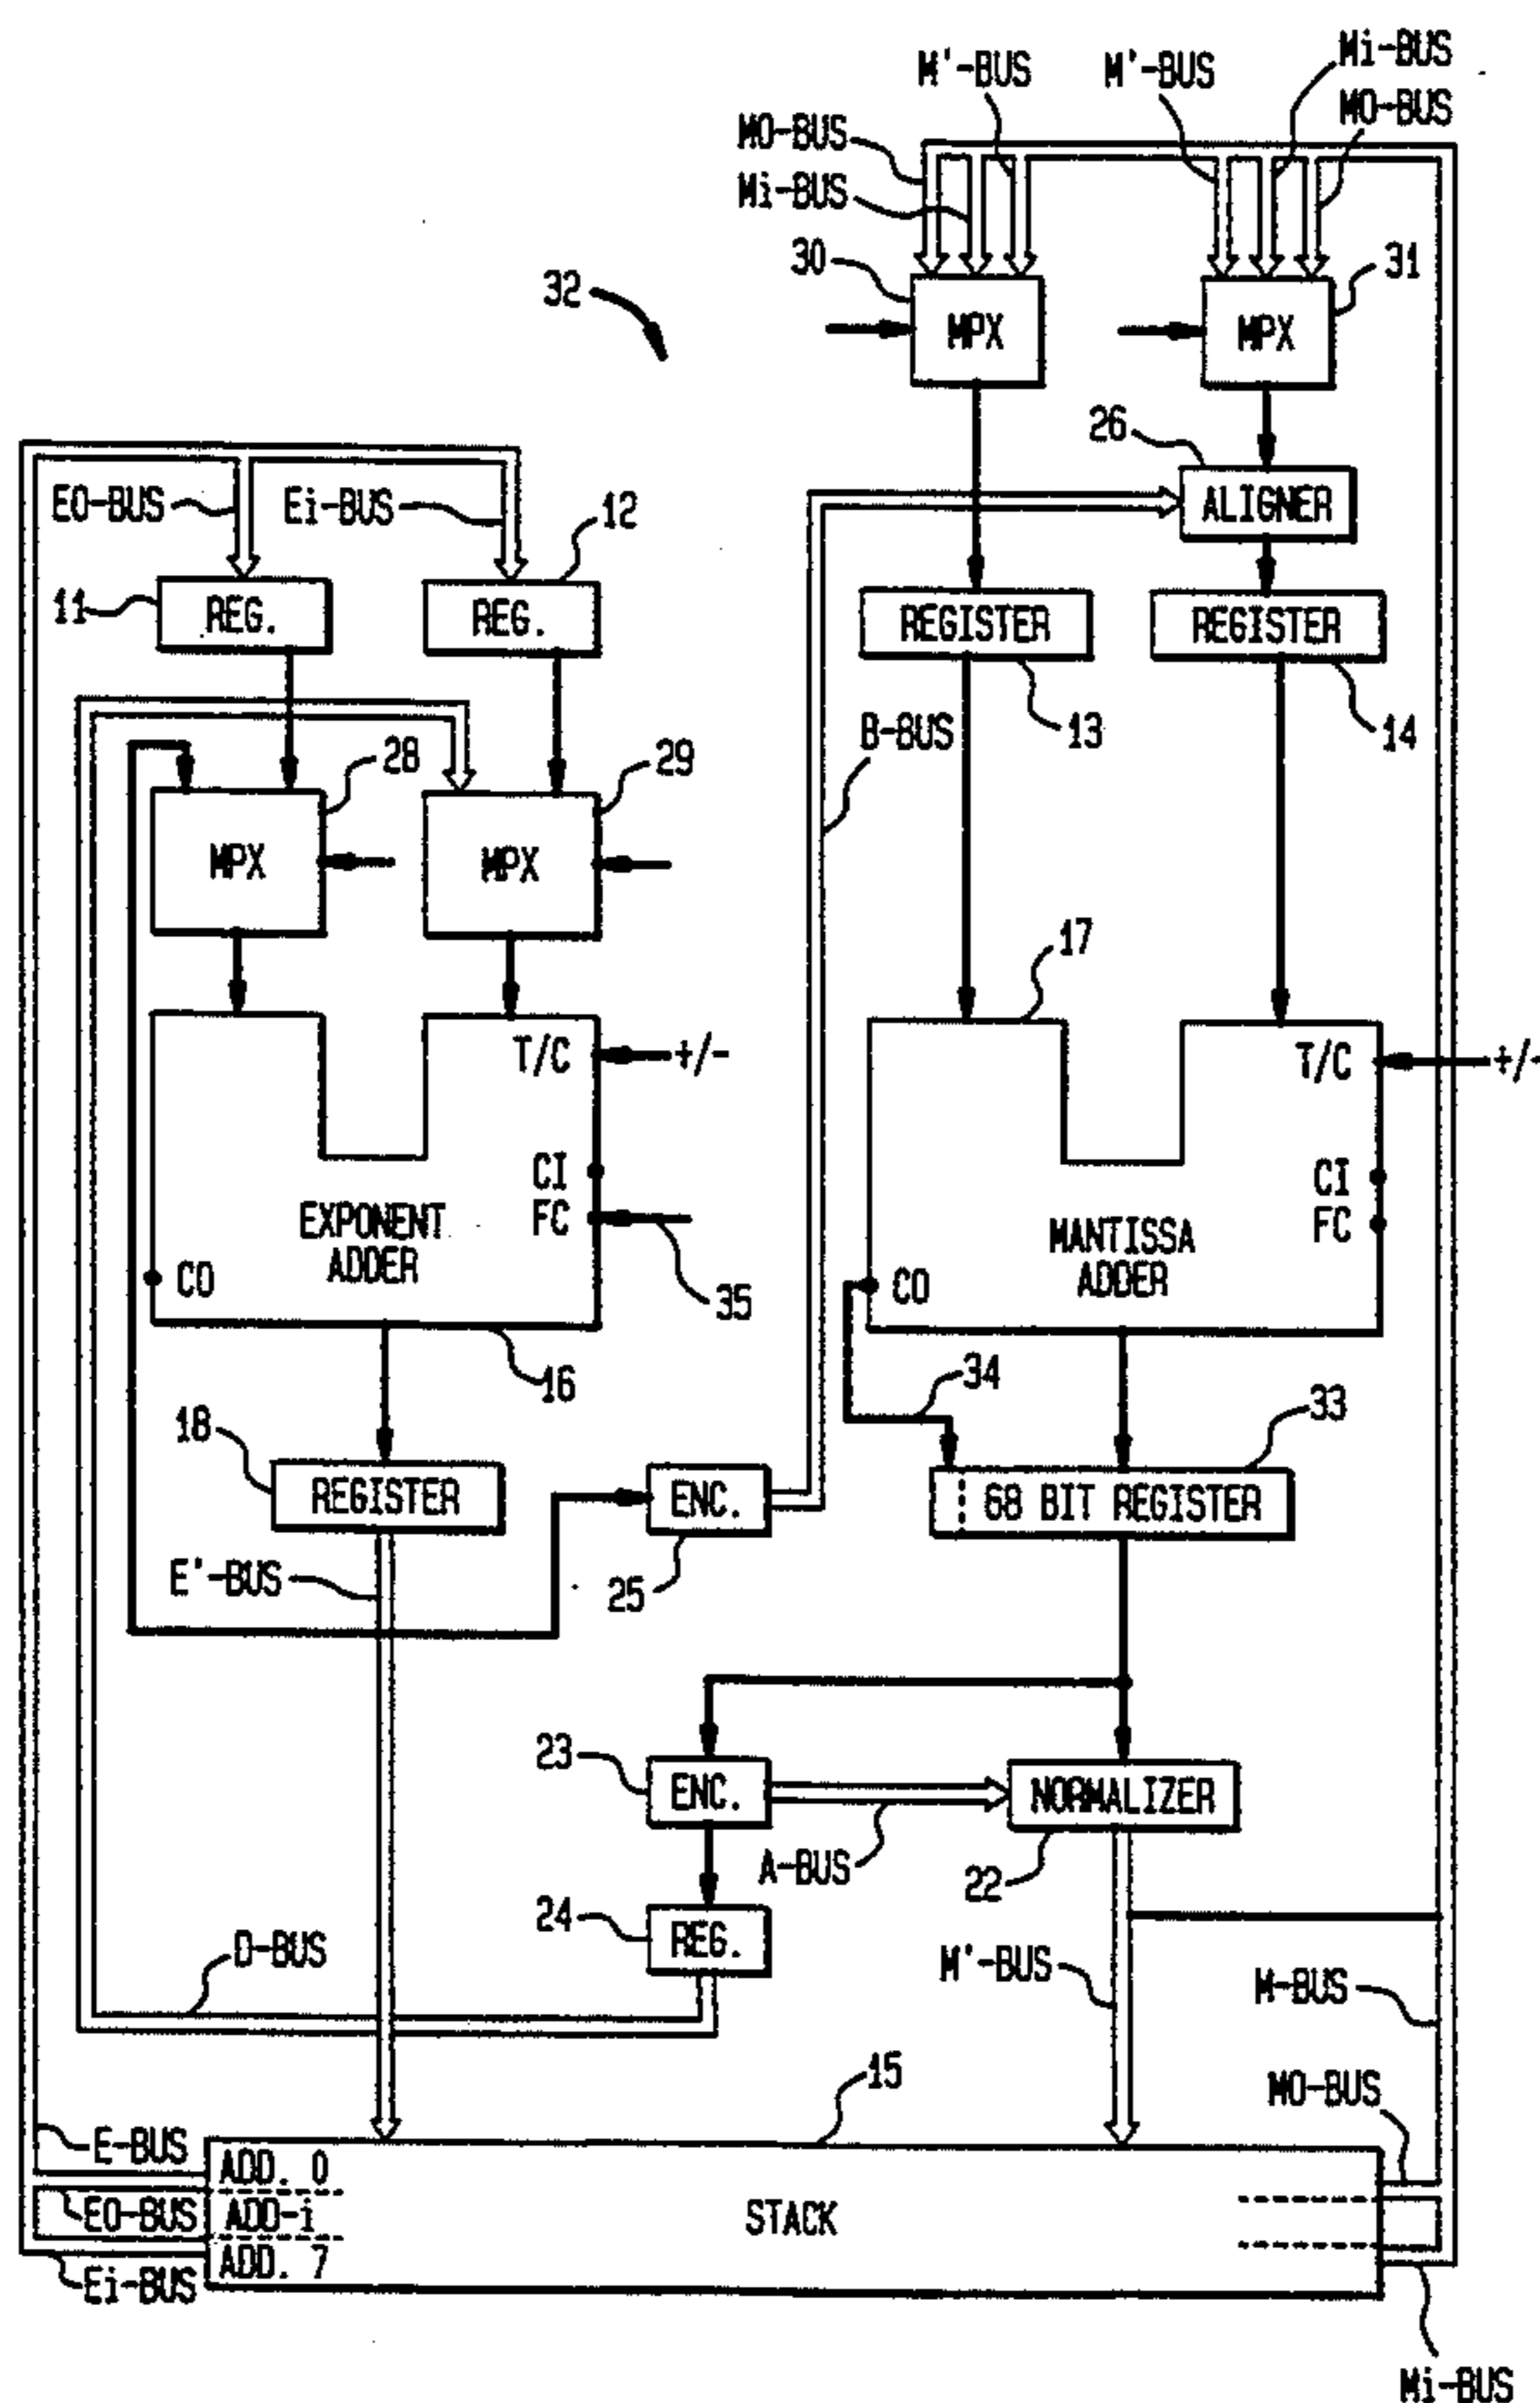 M'-BUS
M'-BUS
Mi-BUS
MO-BUS
MO-BUS
Mi-BUS
30
31
32
MPX
MPX
26
EO-BUS
Ei-BUS
12
ALIGNER
11
REG.
REG.
REGISTER
REGISTER
B-BUS
13
14
28
29
MPX
MPX
17
T/C
+/-
T/C
+/-
CI
FC
CI
FC
EXPONENT
ADDER
MANTISSA
ADDER
CO
CO
35
16
34
33
18
REGISTER
ENC.
68 BIT REGISTER
E'-BUS
25
23
ENC.
NORMALIZER
A-BUS
22
24
REG.
D-BUS
M'-BUS
M-BUS
15
MO-BUS
E-BUS
ADD. 0
EO-BUS
ADD-i
STACK
ADD. 7
Ei-BUS
Mi-BUS